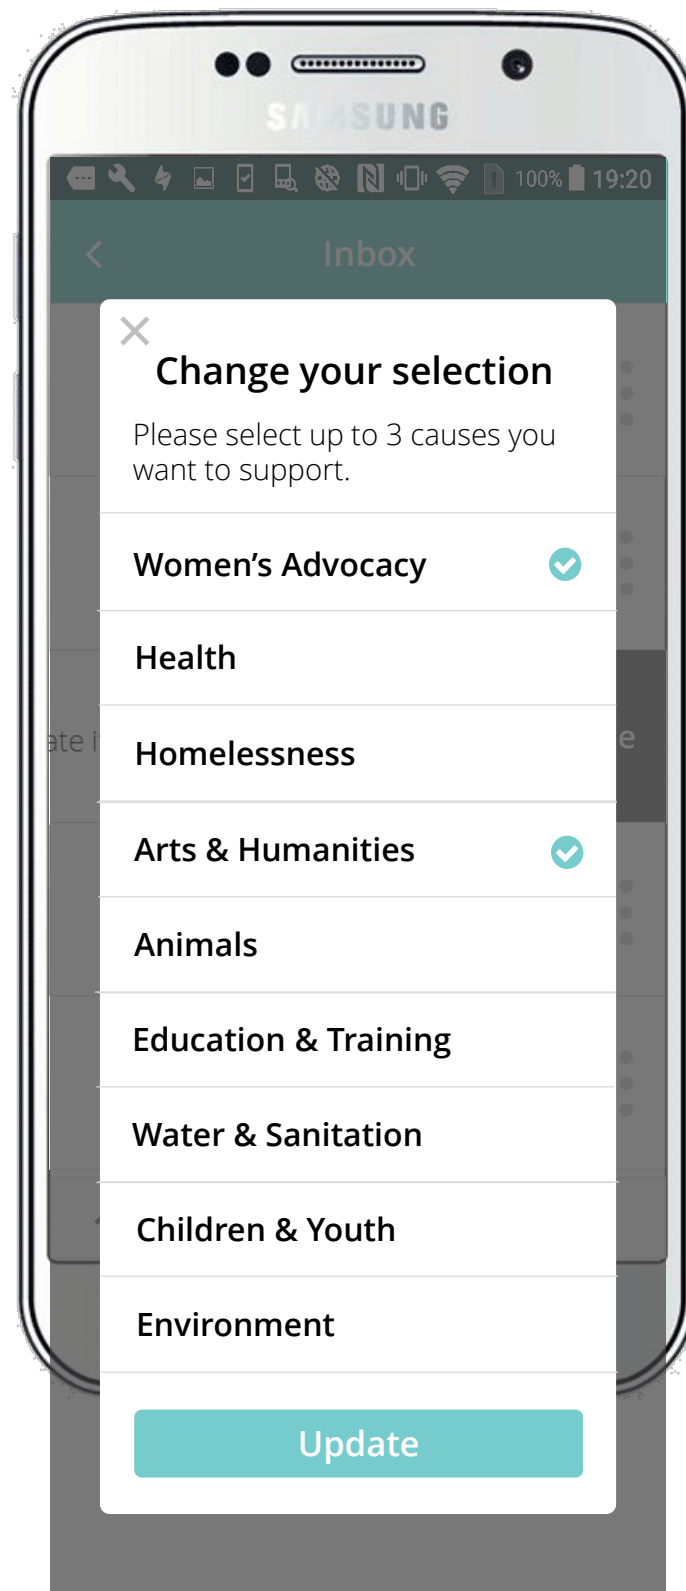 SAMSUNG
100% 19:20
Inbox
Change your selection
Please select up to 3 causes you
want to support.
Women’s Advocacy
Health
Homelessness
ate
e
Arts & Humanities
Animals
Education & Training
Water & Sanitation
Children & Youth
Environment
Update